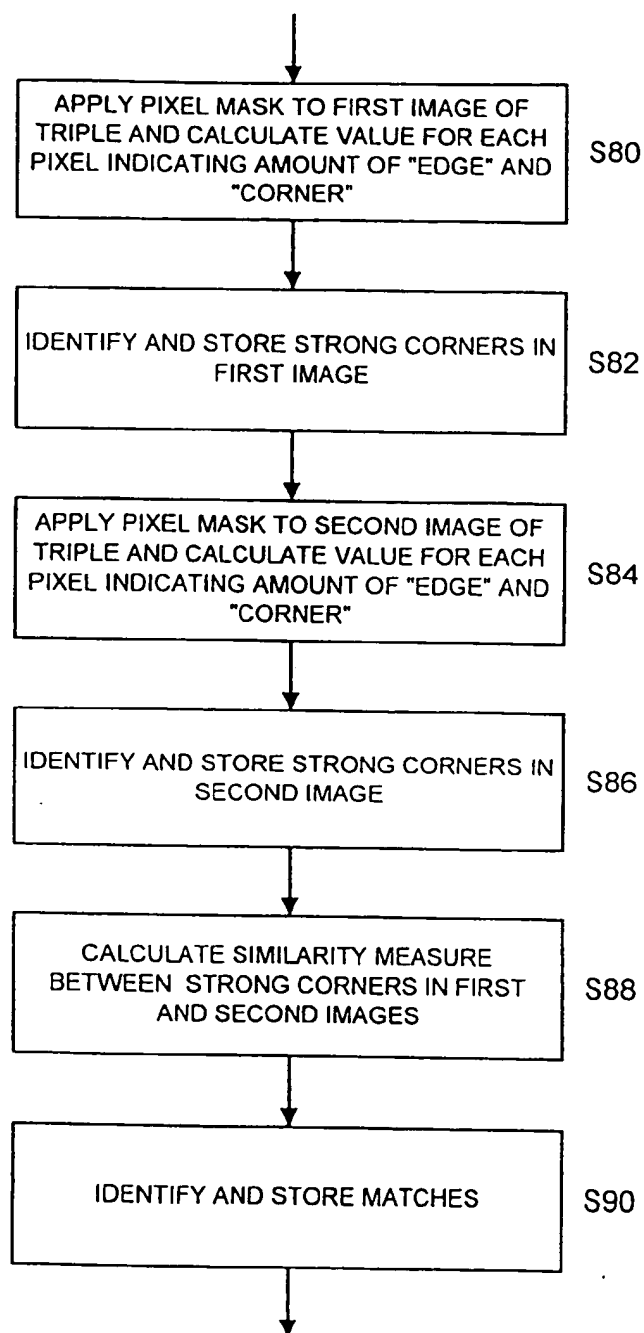 APPLY PIXEL MASK TO FIRST IMAGE OF
TRIPLE AND CALCULATE VALUE FOR EACH
PIXEL INDICATING AMOUNT OF "EDGE" AND
"CORNER"
S80
IDENTIFY AND STORE STRONG CORNERS IN
FIRST IMAGE
S82
APPLY PIXEL MASK TO SECOND IMAGE OF
TRIPLE AND CALCULATE VALUE FOR EACH
PIXEL INDICATING AMOUNT OF "EDGE" AND
"CORNER"
S84
IDENTIFY AND STORE STRONG CORNERS IN
SECOND IMAGE
S86
CALCULATE SIMILARITY MEASURE
BETWEEN STRONG CORNERS IN FIRST
AND SECOND IMAGES
S88
IDENTIFY AND STORE MATCHES
S90